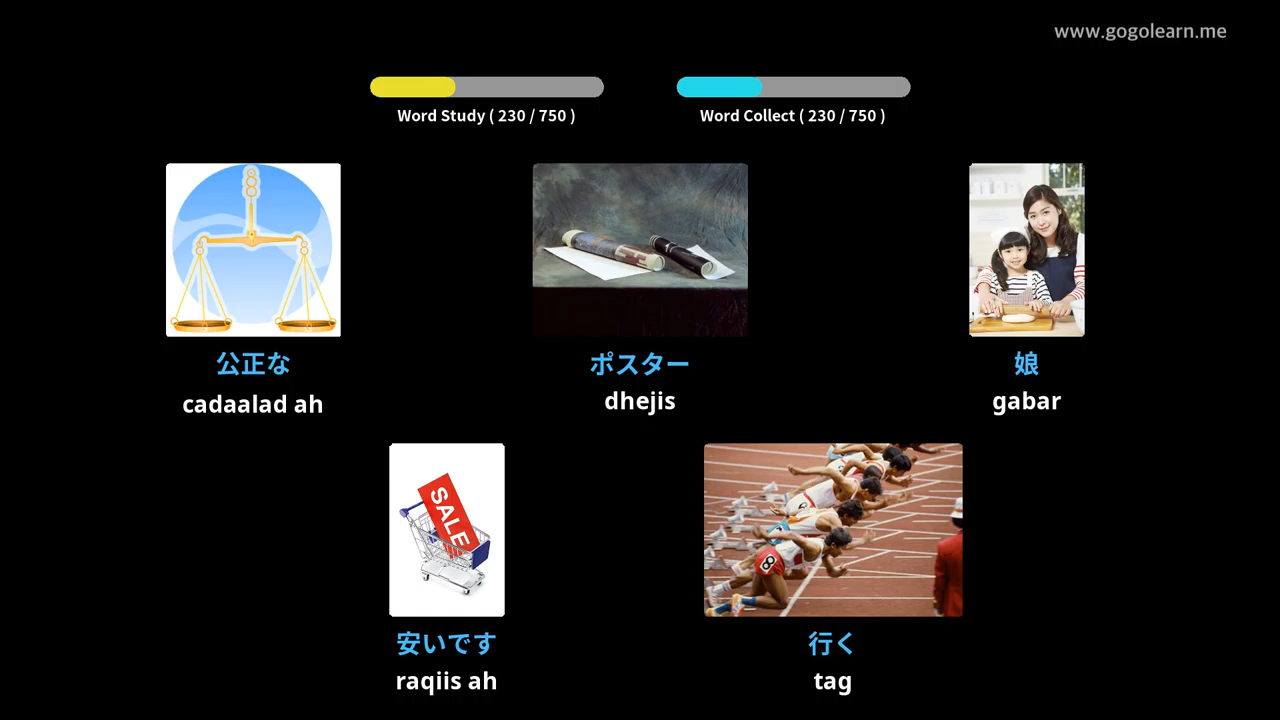 www.gogolearn.me
Word Study ( 230 / 750 )
Word Collect ( 230 / 750 )
公正な
cadaalad ah
ポスター
dhejis
娘
gabar
SALE
安いです
raqiis ah
8
行く
tag